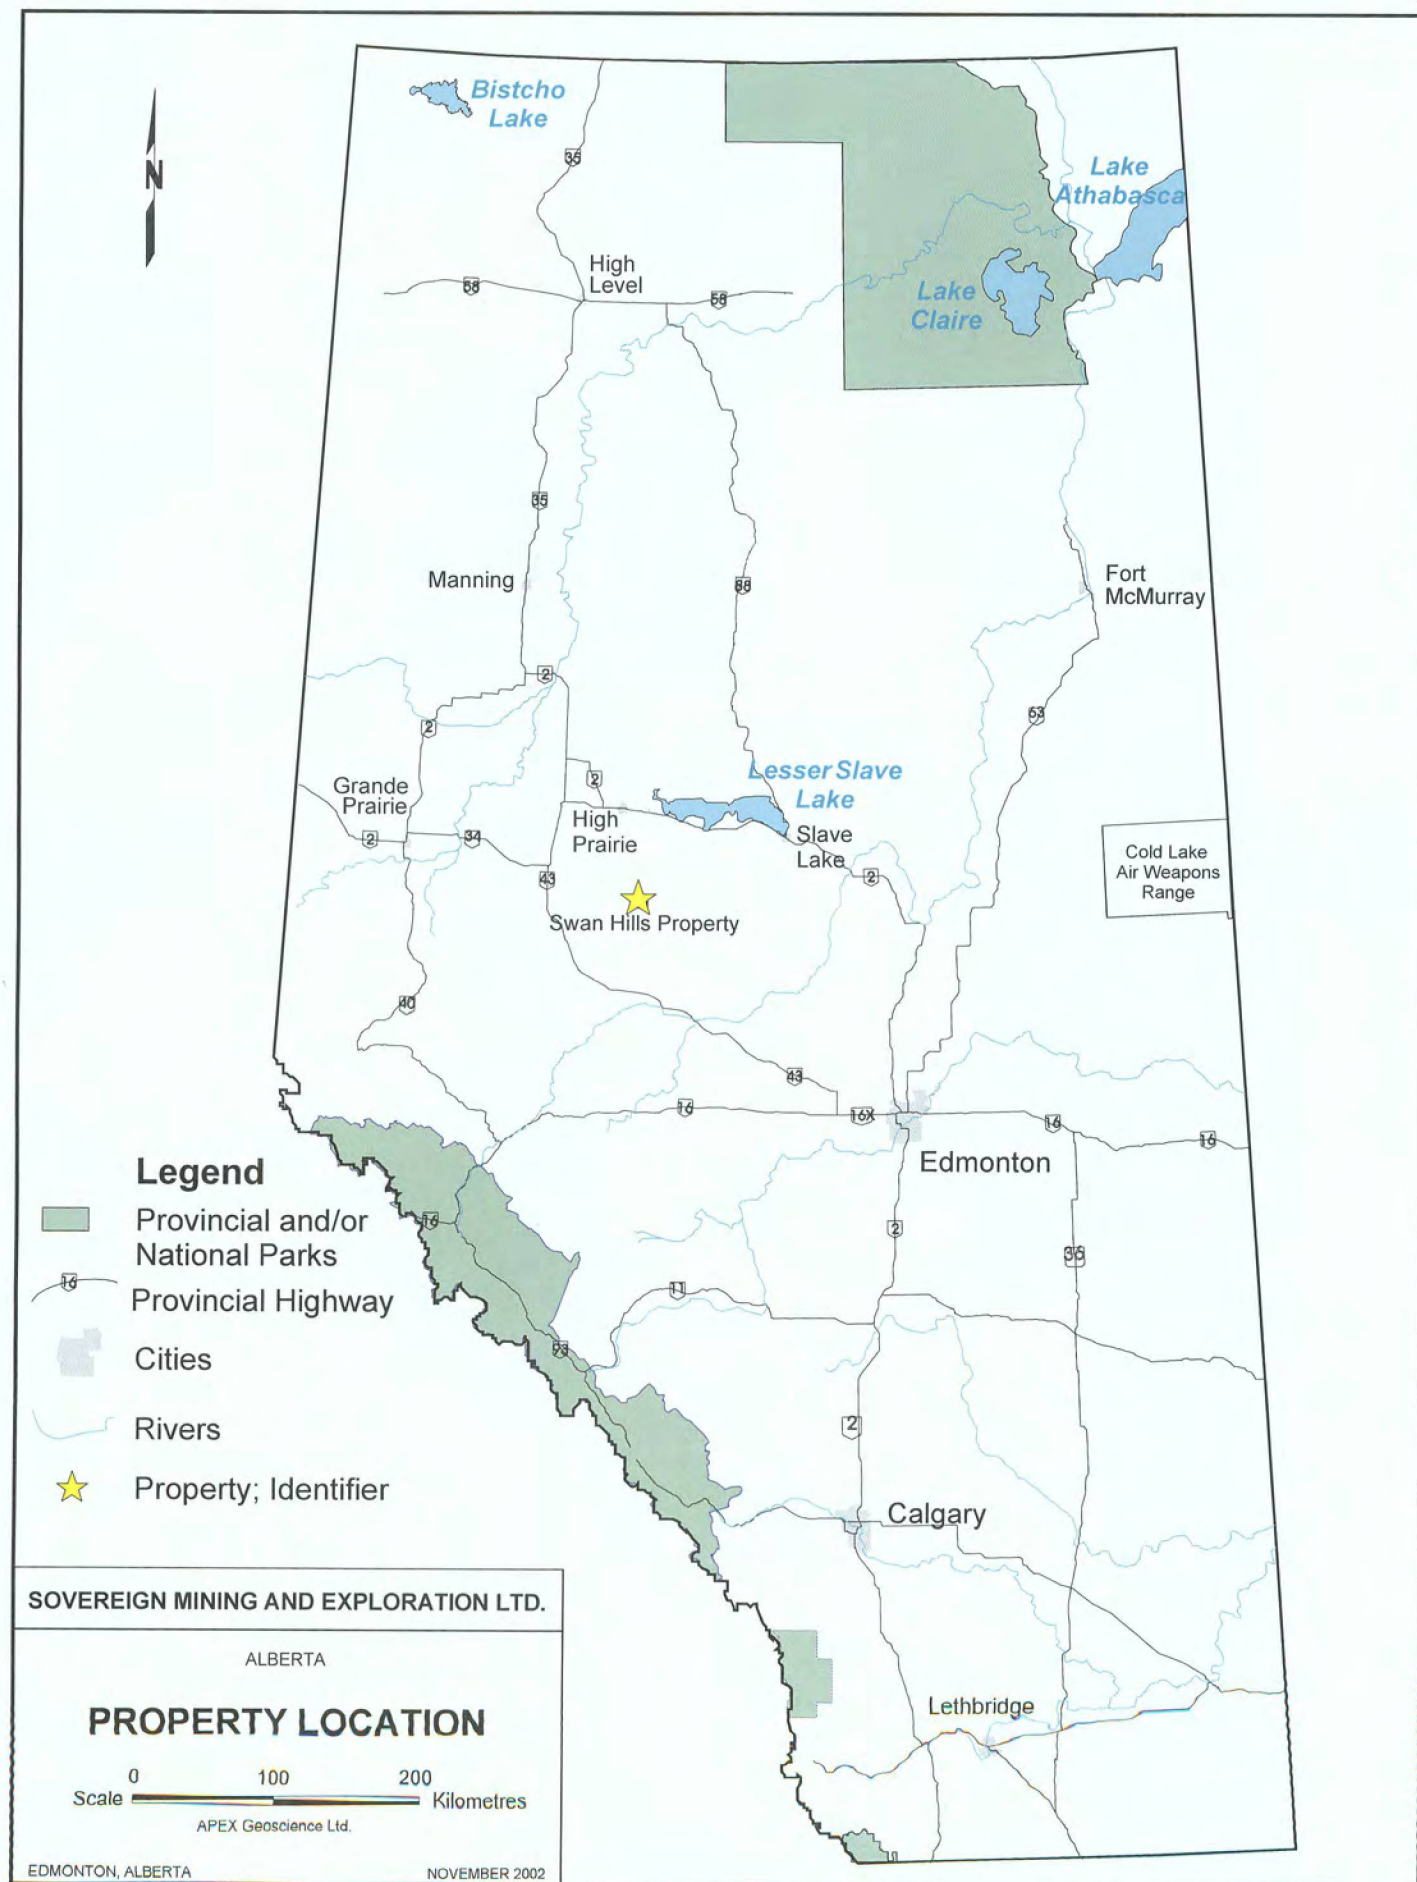 Bistcho
Lake
N
35
Lake
Athabasca
High
Level
58
58
Lake
Claire
35
Manning
88
Fort
McMurray
2
2
63
Lesser Slave
Lake
Grande
Prairie
2
High
Prairie
Slave
Lake
2
34
43
2
Cold Lake
Air Weapons
Range
Swan Hills Property
40
43
16
16X
16
16
Edmonton
Legend
Provincial and/or
National Parks
16
2
36
16
Provincial Highway
11
93
Cities
2
Rivers
Property; Identifier
Calgary
SOVEREIGN MINING AND EXPLORATION LTD.
ALBERTA
PROPERTY LOCATION
Lethbridge
0 100 200
Scale Kilometres
APEX Geoscience Ltd.
EDMONTON, ALBERTA NOVEMBER 2002